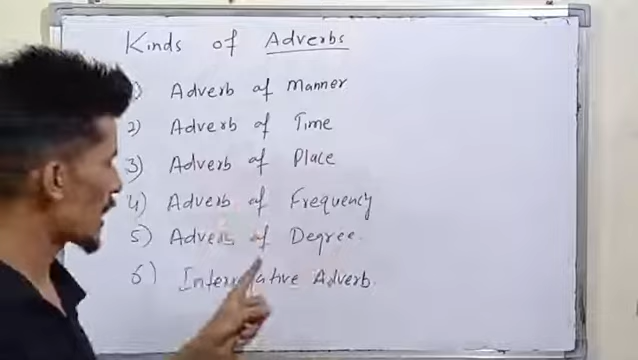 Kinds of Adverbs
1) Adverb of Manner
2) Adverb of Time
3) Adverb of Place
4) Adverb of Frequency
5) Adverb of Degree.
6) Adverb.